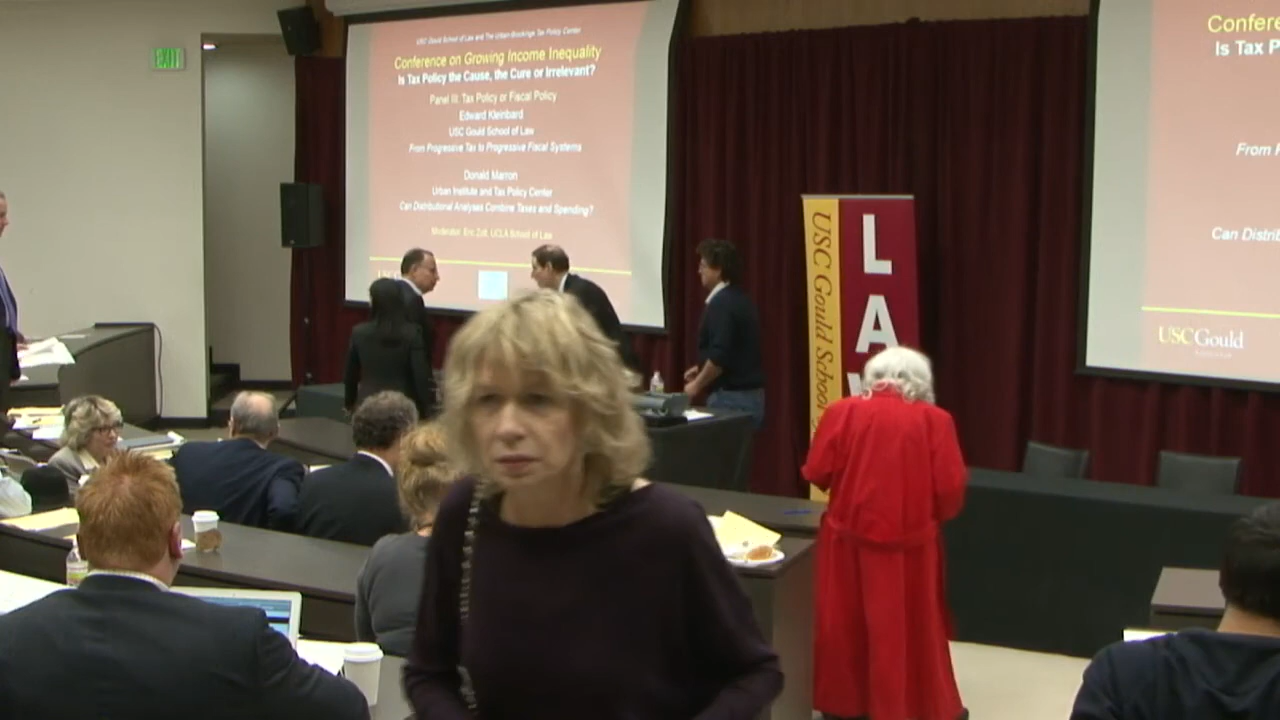 EXIT
USC Gould School of Law and The Urban-Brookings Tax Policy Center
Conference on Growing Income Inequality
Is Tax Policy the Cause, the Cure or Irrelevant?
Panel III: Tax Policy or Fiscal Policy
Edward Kleinbard
USC Gould School of Law
From Progressive Tax to Progressive Fiscal Systems
Donald Marron
Urban Institute and Tax Policy Center
Can Distributional Analyses Combine Taxes and Spending?
Moderator: Eric Zolt, UCLA School of Law
USC Gould School
LA
Confere
Is Tax P
From
Can Distrib
USC Gould